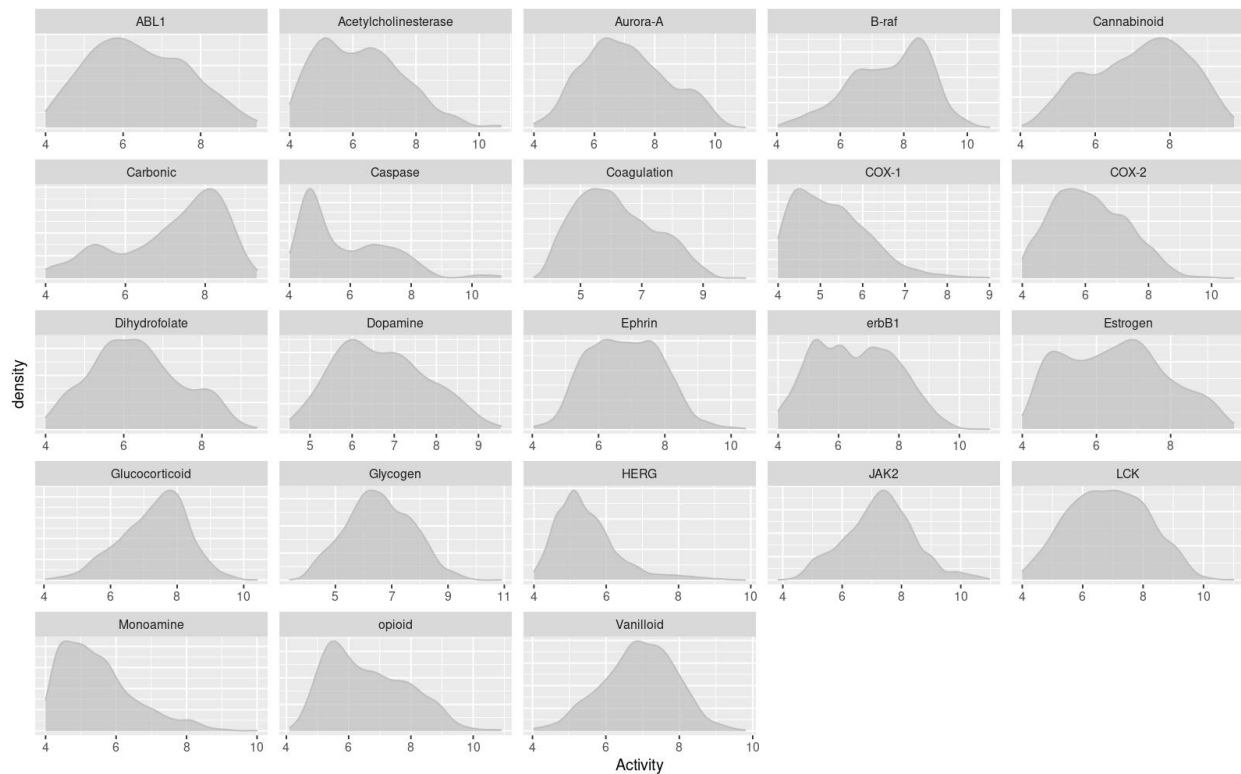 ABL1 Acetylcholinesterase Aurora-A B-raf Cannabinoid
4 6 8 4 6 8 10 4 6 8 10 4 6 8 10 4 6 8
Carbonic Caspase Coagulation COX-1 COX-2
4 6 8 4 6 8 10 5 6 7 8 9 4 5 6 7 8 9 4 6 8 10
Dihydrofolate Dopamine Ephrin erbB1 Estrogen
4 6 8 5 6 7 8 9 4 6 8 10 4 6 8 10 4 6 8
density
Glucocorticoid Glycogen HERG JAK2 LCK
4 6 8 10 5 7 9 11 4 6 8 10 4 6 8 10 4 6 8 10
Monoamine opioid Vanilloid
4 6 8 10 4 6 8 10 4 6 8 10
Activity